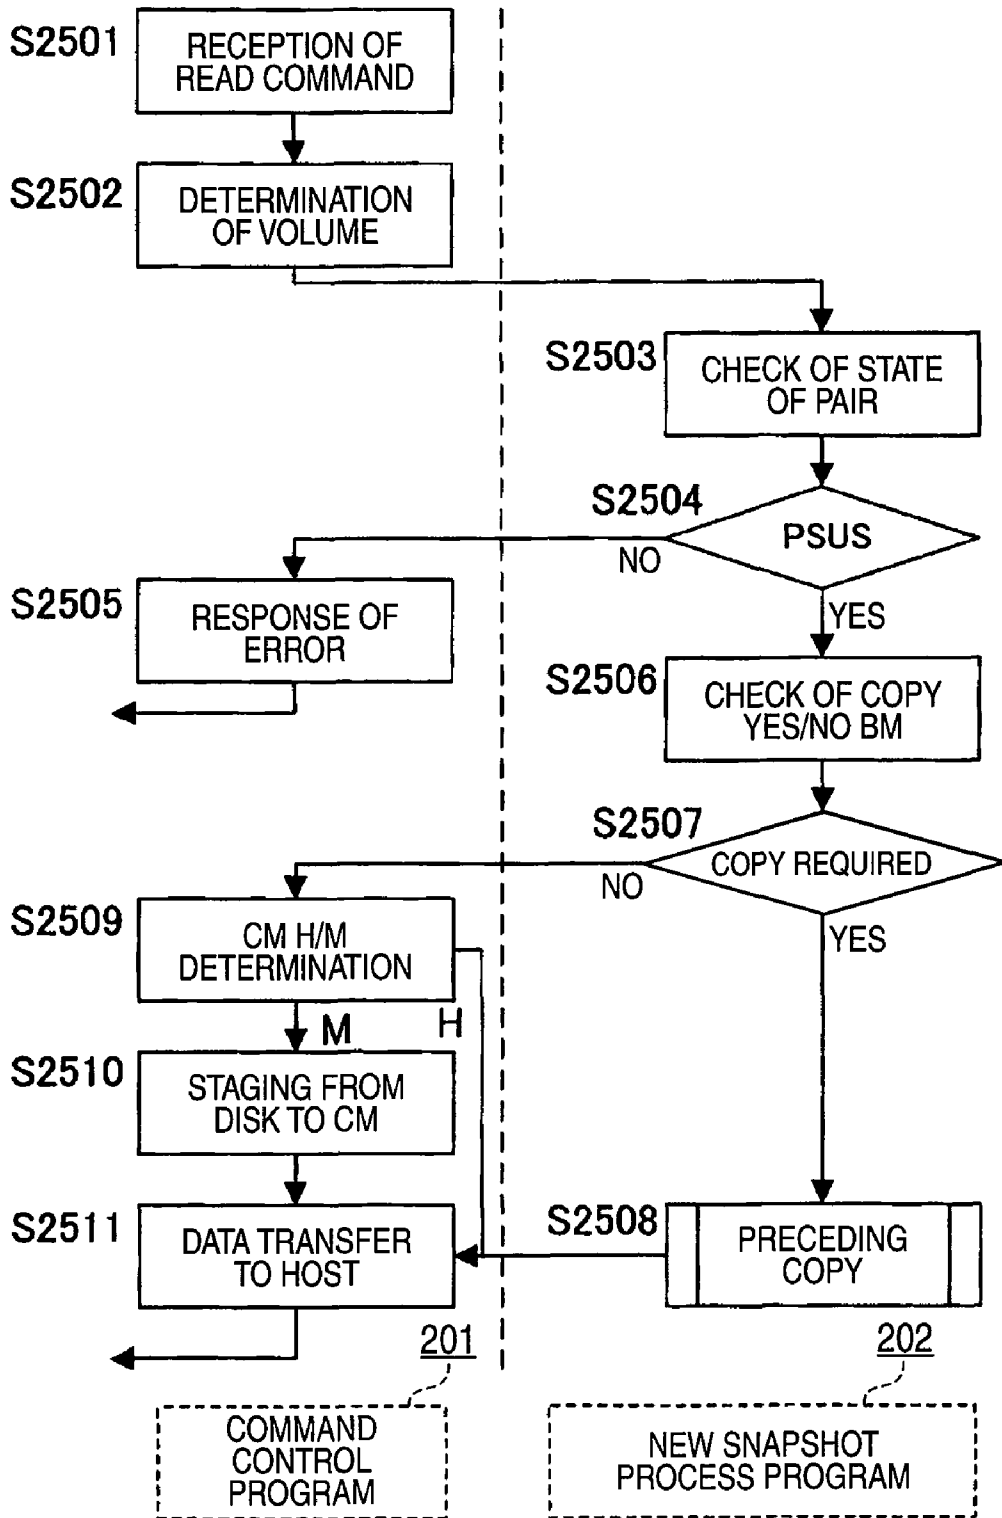 S2501
RECEPTION OF
READ COMMAND
S2502
DETERMINATION
OF VOLUME
S2503
CHECK OF STATE
OF PAIR
S2504
PSUS
NO
YES
S2505
RESPONSE OF
ERROR
S2506
CHECK OF COPY
YES/NO BM
S2507
COPY REQUIRED
NO
YES
S2509
CM H/M
DETERMINATION
M
H
S2510
STAGING FROM
DISK TO CM
S2511
DATA TRANSFER
TO HOST
S2508
PRECEDING
COPY
201
COMMAND
CONTROL
PROGRAM
202
NEW SNAPSHOT
PROCESS PROGRAM